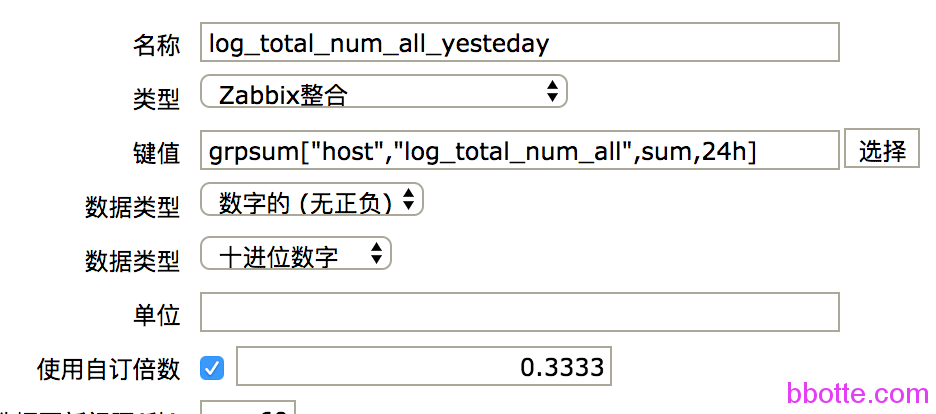 名称 log_total_num_all_yesteday
类型 Zabbix整合
键值 grpsum["host","log_total_num_all",sum,24h] 选择
数据类型 数字的 (无正负)
数据类型 十进位数字
单位
使用自订倍数 0.3333
bbotte.com